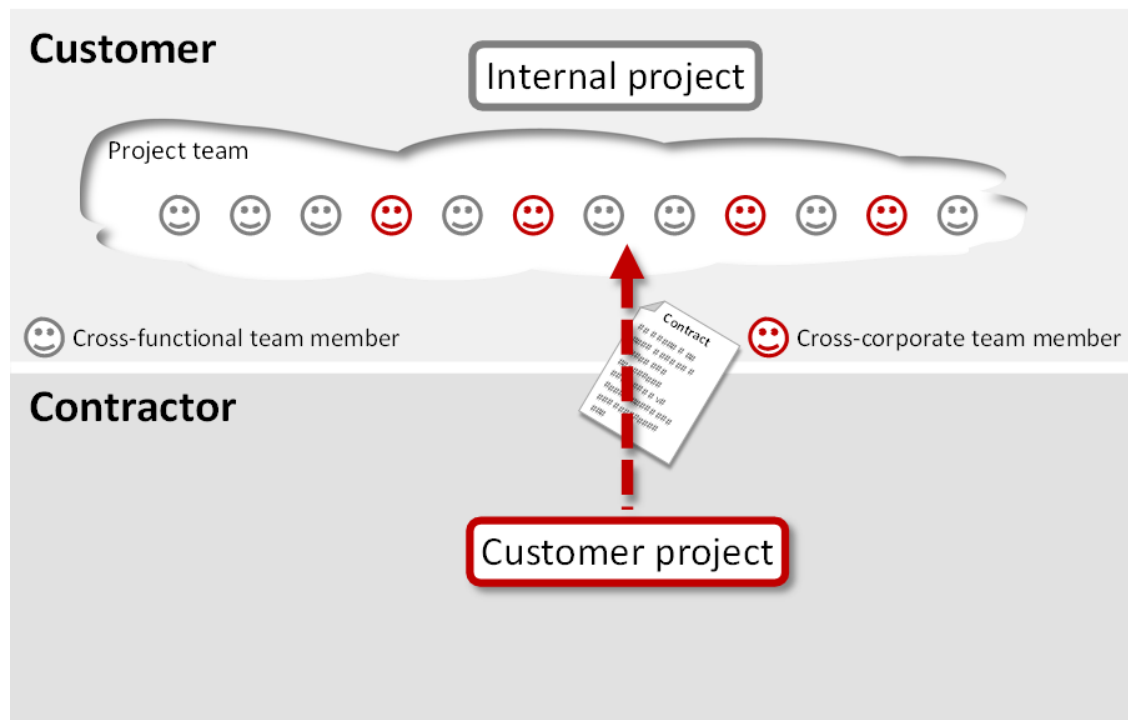 Customer
Internal project
Project team
Cross-functional team member
Cross-corporate team member
Contract
Contractor
Customer project